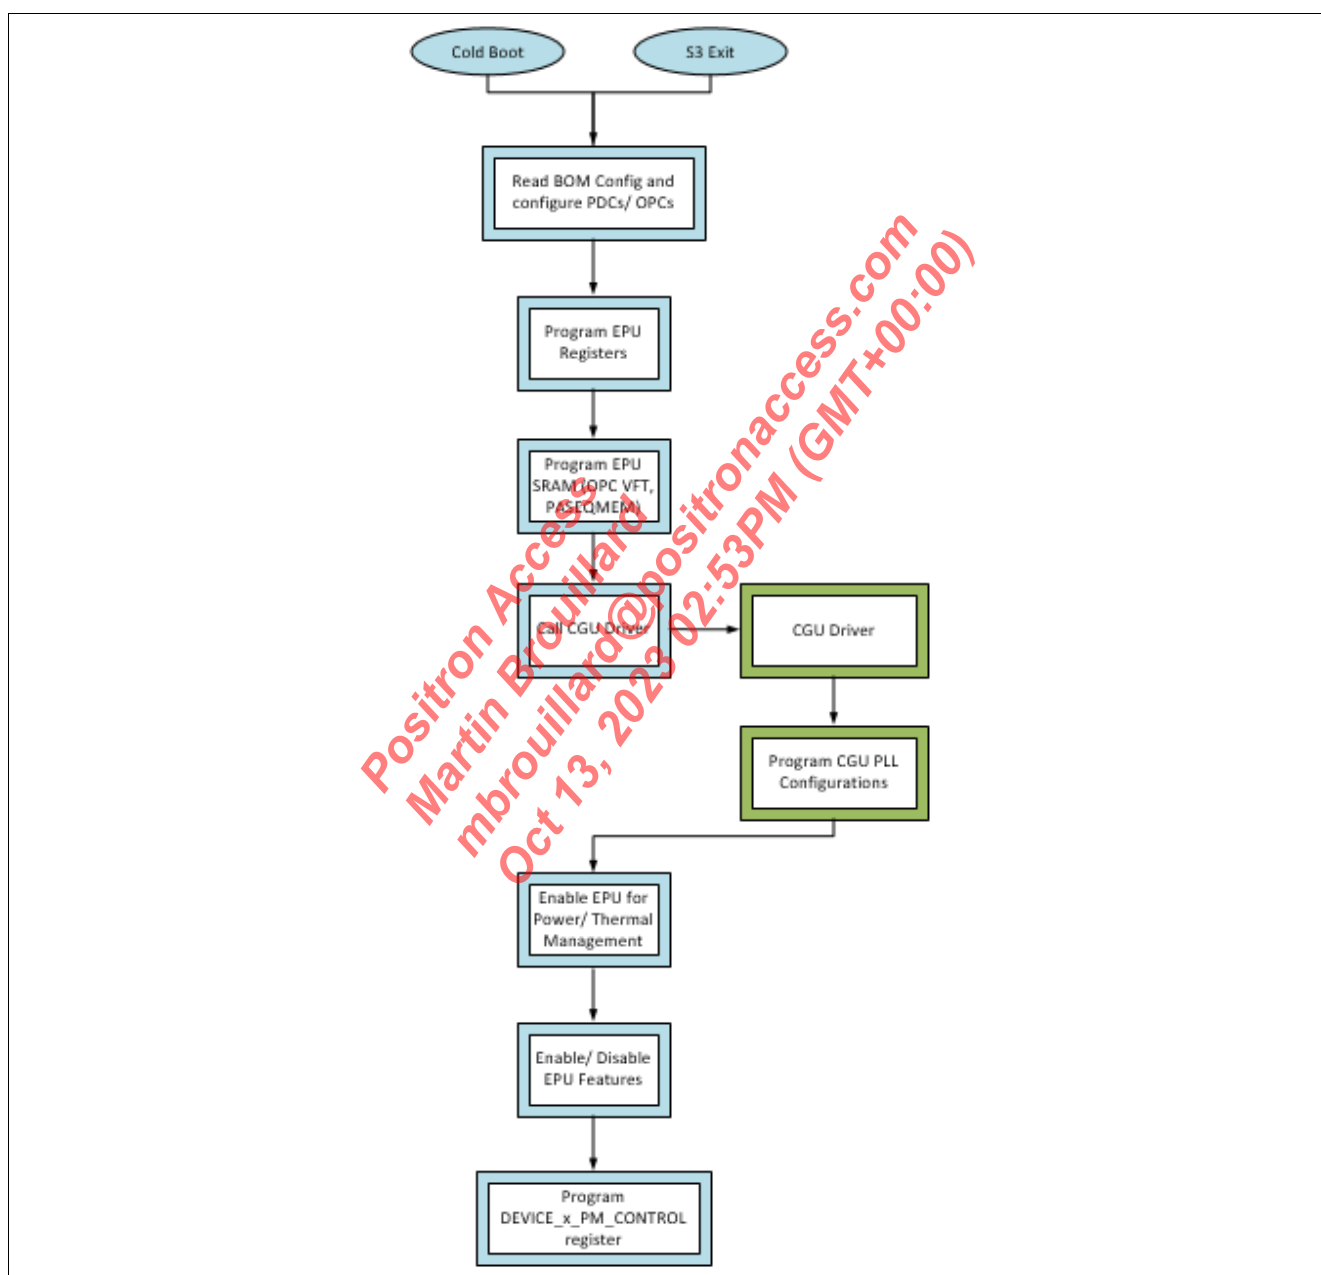 Cold Boot
S3 Exit
Read BOM Config and
configure PDCs/ OPCs
Program EPU
Registers
Program EPU
SRAM (OPC VFT,
PASEQMEM)
Call CGU Driver
CGU Driver
Program CGU PLL
Configurations
Enable EPU for
Power/ Thermal
Management
Enable/ Disable
EPU Features
Program
DEVICE_x_PM_CONTROL
register
Positron Access
Martin Brouillard
mbrouillard@positronaccess.com
Oct 13, 2023 02:53PM (GMT+00:00)